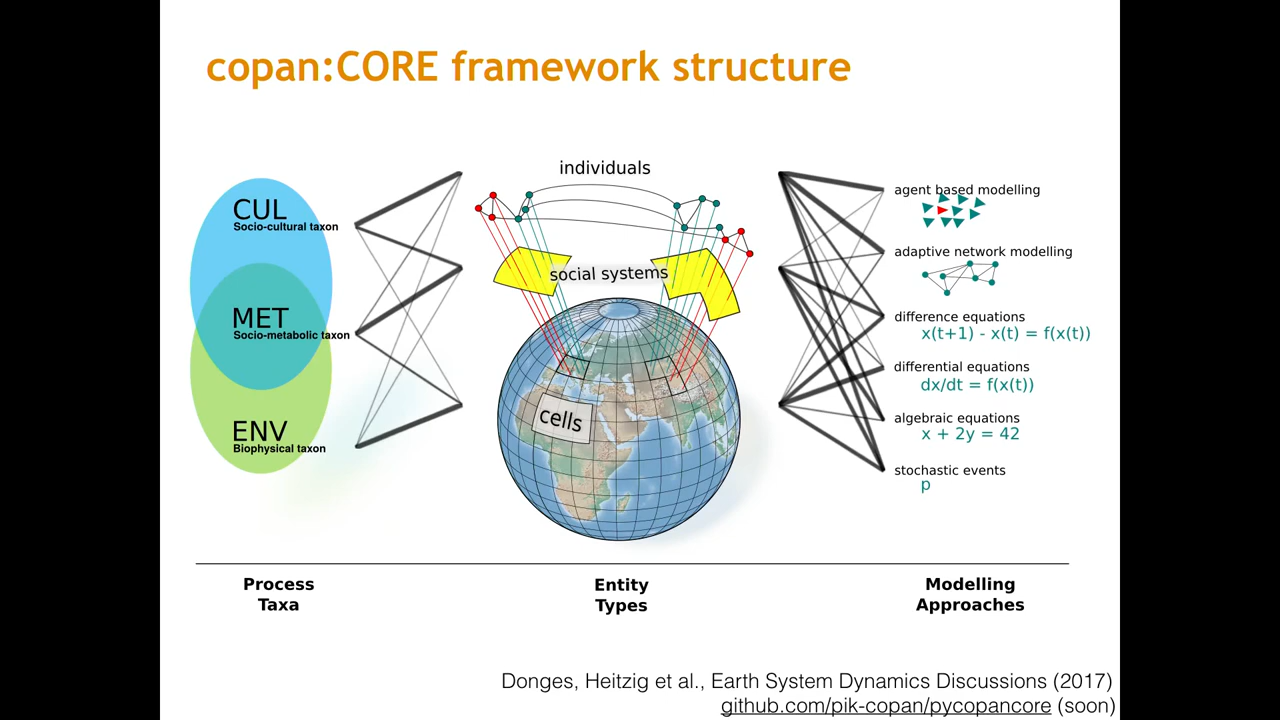 copan:CORE framework structure
CUL
Socio-cultural taxon
MET
Socio-metabolic taxon
ENV
Biophysical taxon
individuals
social systems
cells
agent based modelling
adaptive network modelling
difference equations
x(t+1) - x(t) = f(x(t))
differential equations
dx/dt = f(x(t))
algebraic equations
x + 2y = 42
stochastic events
p
Process
Taxa
Entity
Types
Modelling
Approaches
Donges, Heitzig et al., Earth System Dynamics Discussions (2017)
github.com/pik-copan/pycopancore (soon)